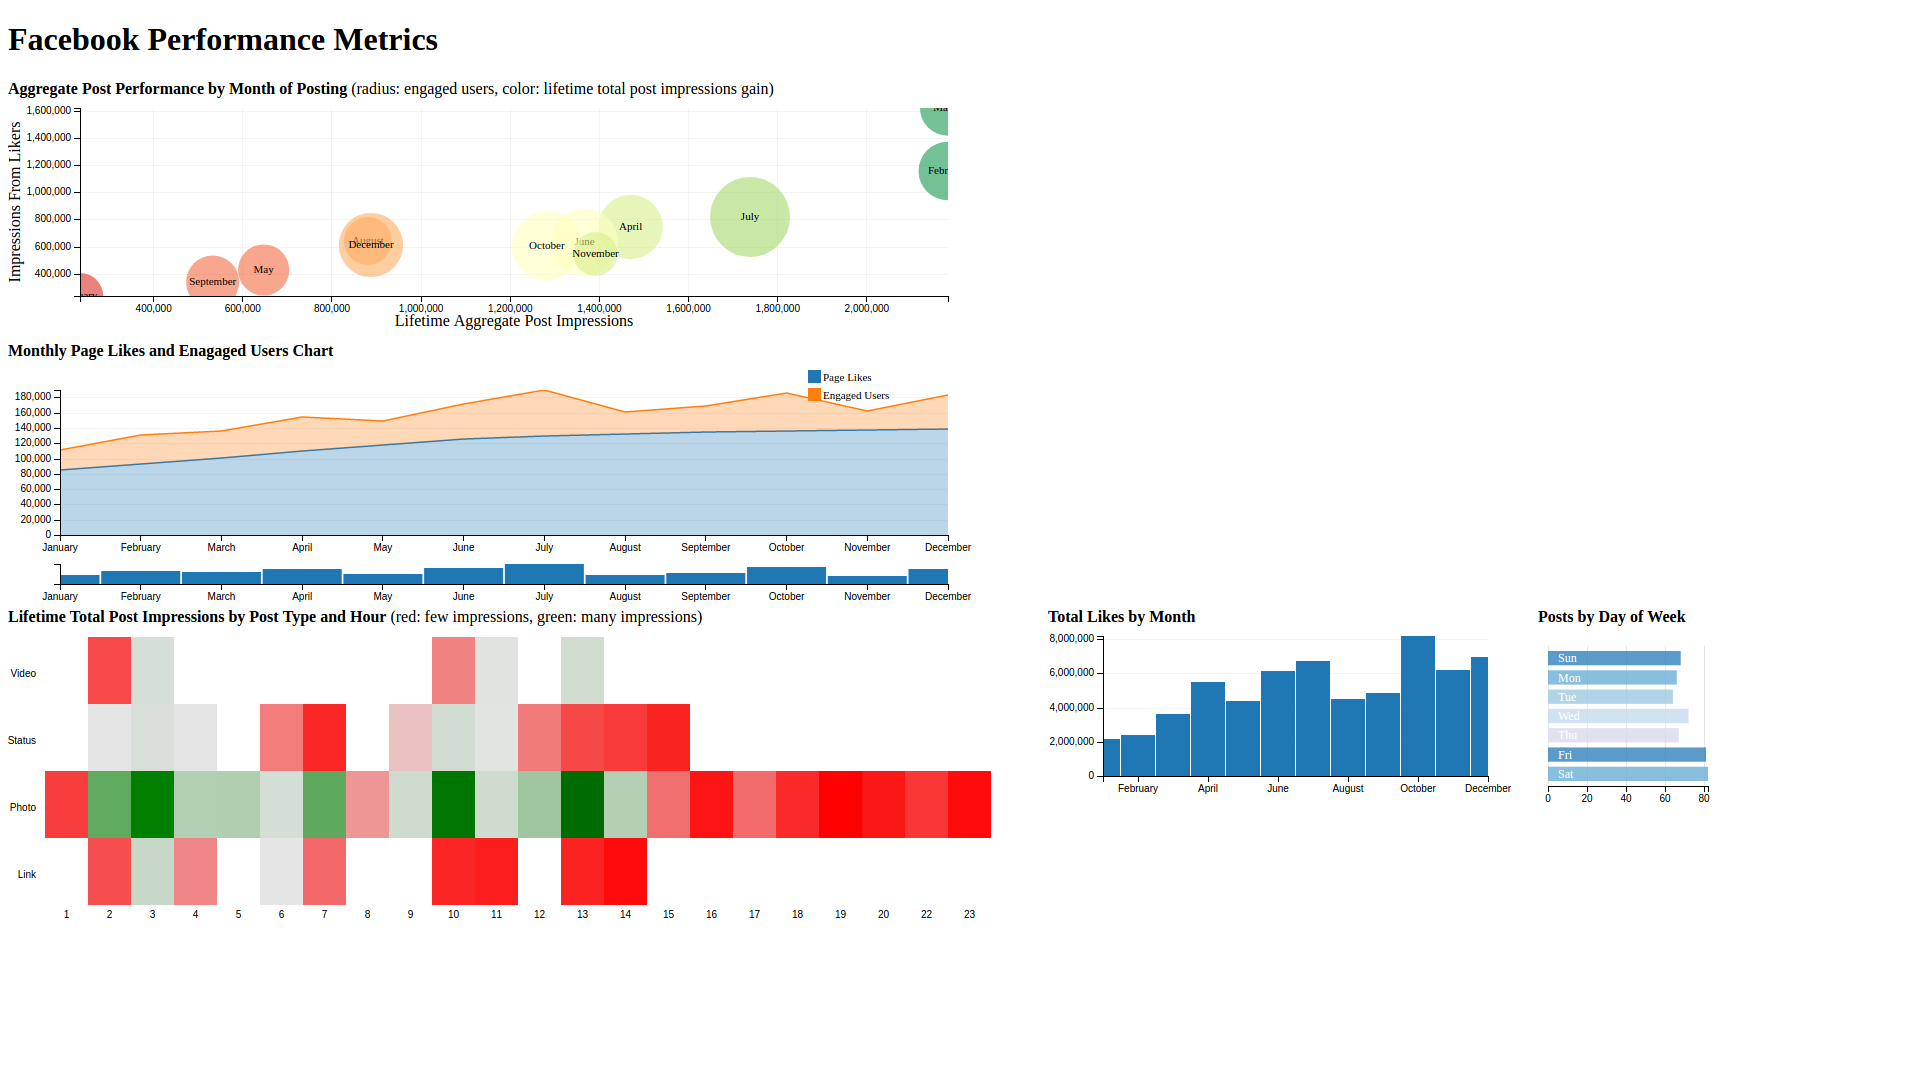 Facebook Performance Metrics
Aggregate Post Performance by Month of Posting (radius: engaged users, color: lifetime total post impressions gain)
Impressions From Likers
1,600,000
1,400,000
1,200,000
1,000,000
800,000
600,000
400,000
Febr
July
April
June
November
October
August
December
May
September
400,000 600,000 800,000 1,000,000 1,200,000 1,400,000 1,600,000 1,800,000 2,000,000
Lifetime Aggregate Post Impressions
Monthly Page Likes and Enagaged Users Chart
Page Likes
Engaged Users
180,000
160,000
140,000
120,000
100,000
80,000
60,000
40,000
20,000
0
January February March April May June July August September October November December
January February March April May June July August September October November December
Lifetime Total Post Impressions by Post Type and Hour (red: few impressions, green: many impressions)
Video
Status
Photo
Link
1 2 3 4 5 6 7 8 9 10 11 12 13 14 15 16 17 18 19 20 22 23
Total Likes by Month
8,000,000
6,000,000
4,000,000
2,000,000
0
February April June August October December
Posts by Day of Week
Sun
Mon
Tue
Wed
Thu
Fri
Sat
0 20 40 60 80